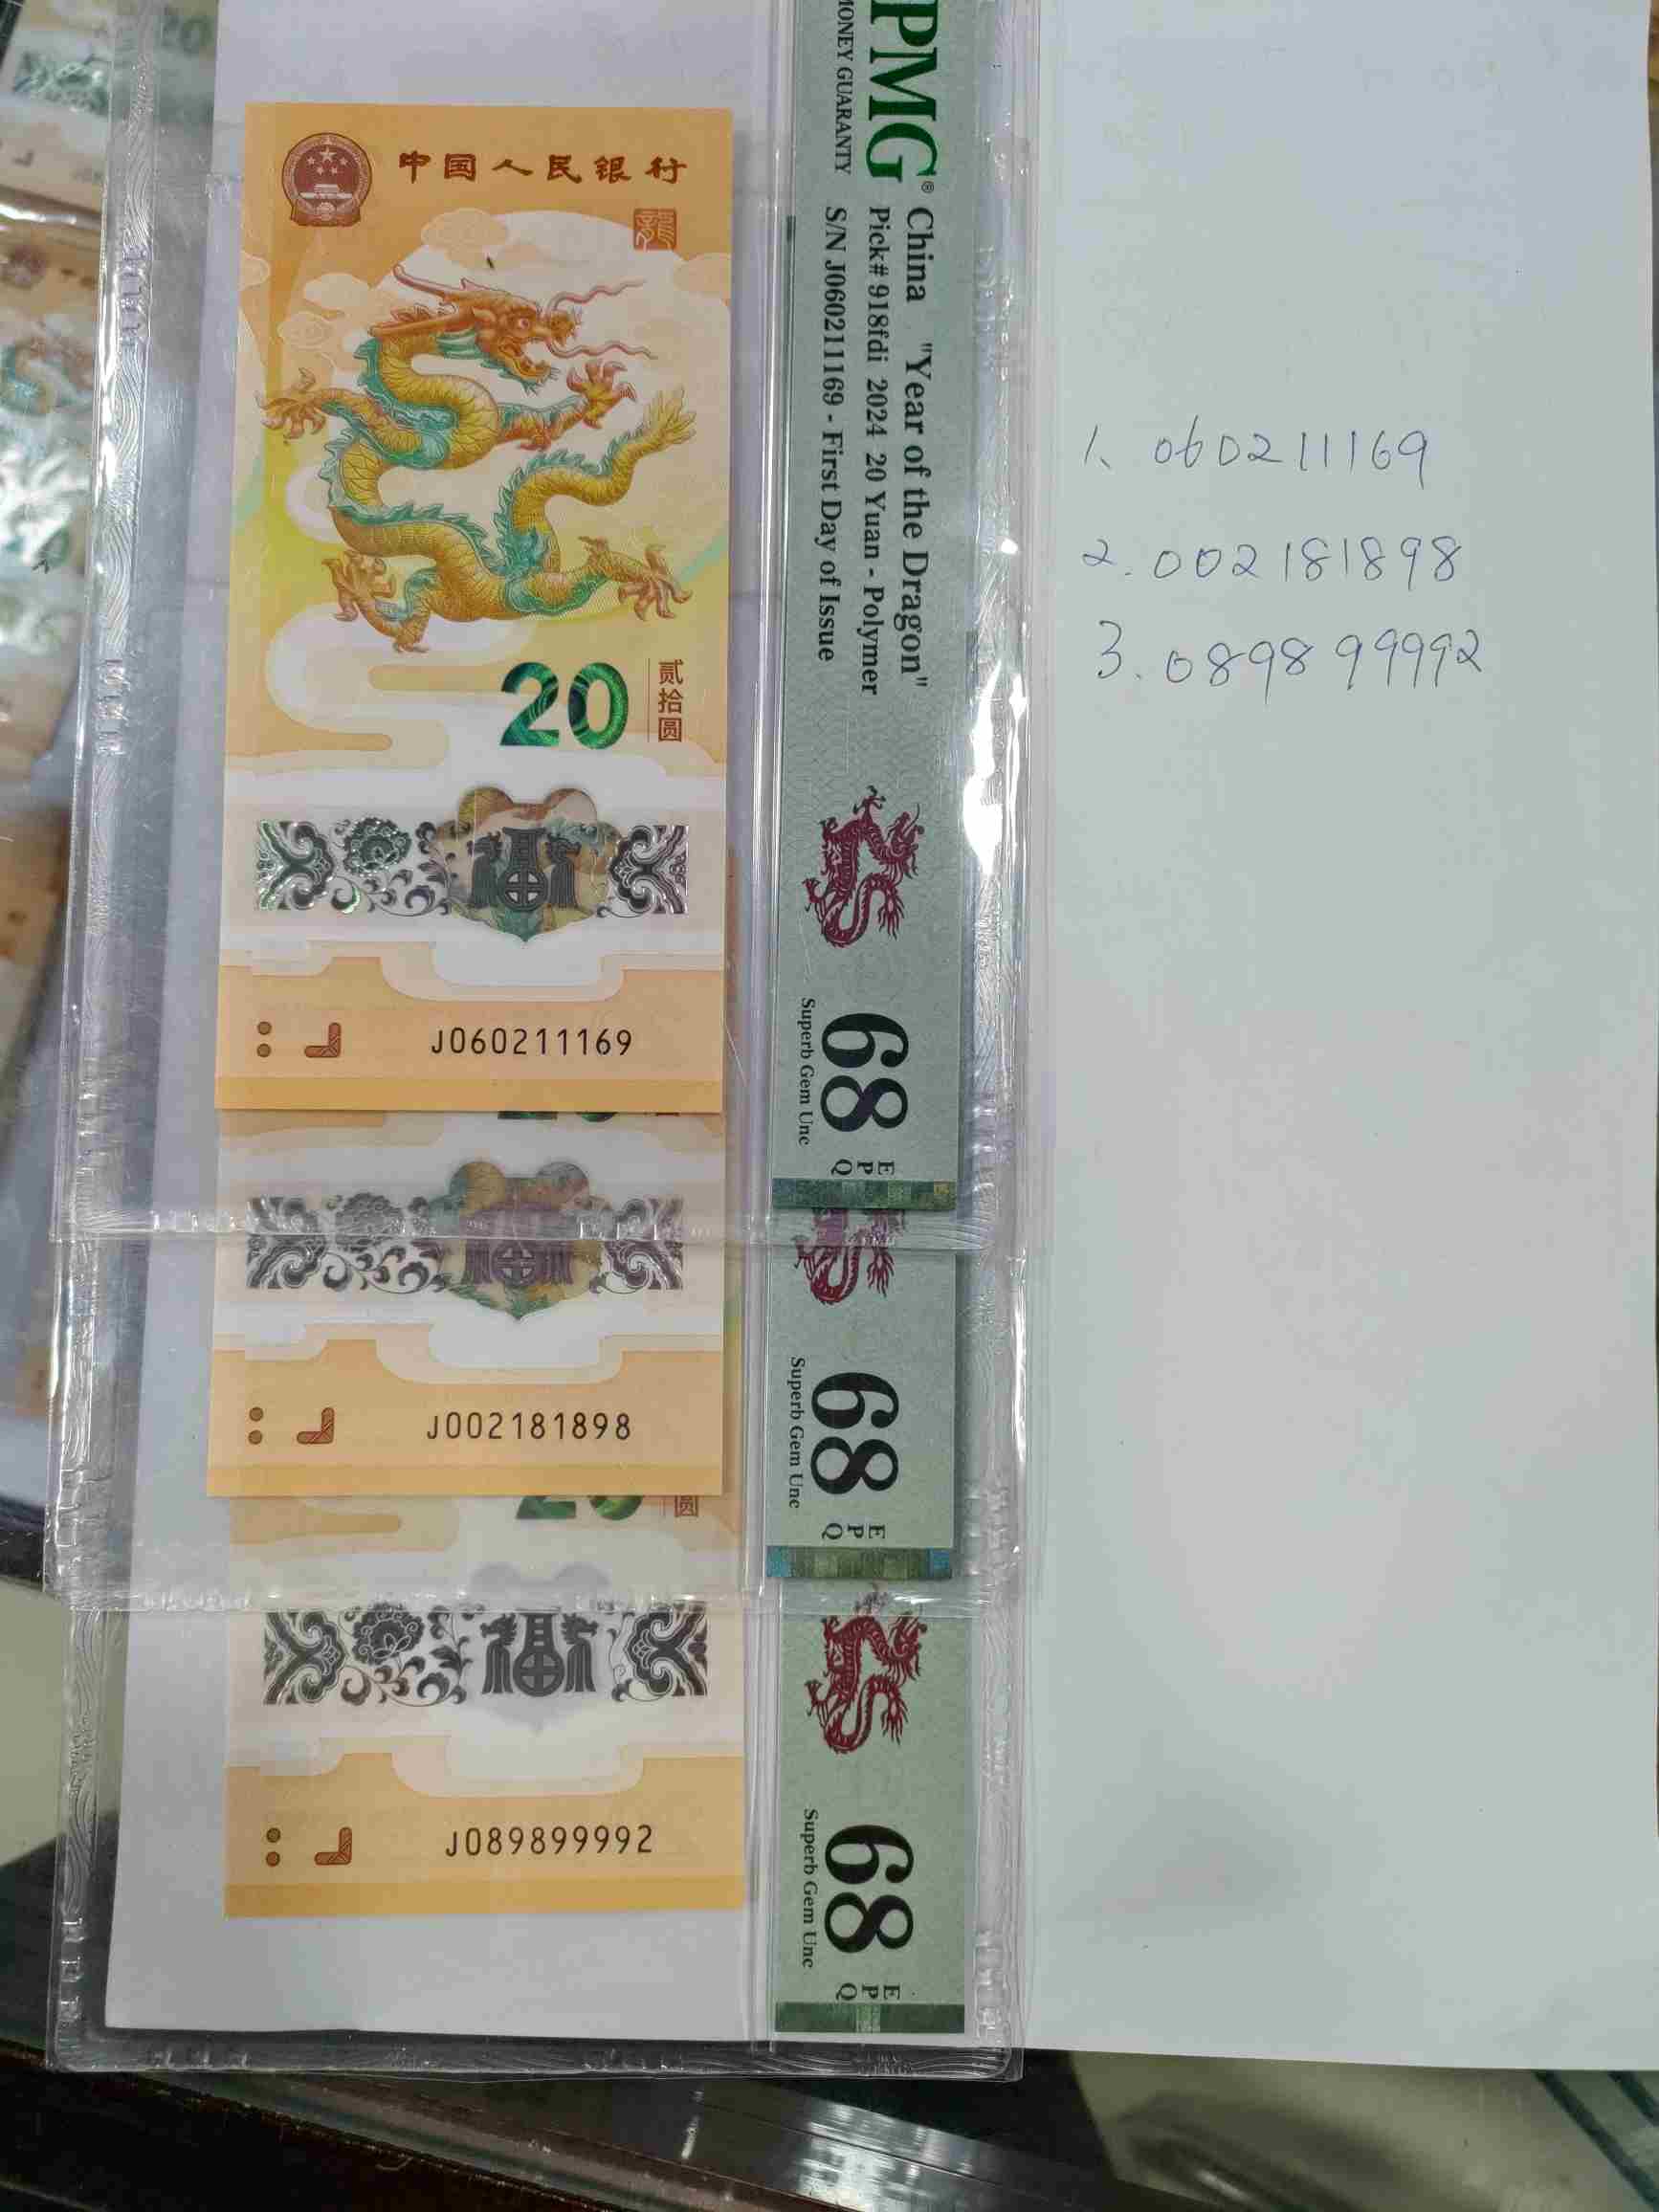 中国人民银行
龍
20
贰拾圆
J060211169
PMG®
MONEY GUARANTY
China "Year of the Dragon"
Pick# 918fdi 2024 20 Yuan - Polymer
S/N J060211169 - First Day of Issue
68
Superb Gem Unc
EPQ
J002181898
68
Superb Gem Unc
EPQ
圆
J089899992
68
Superb Gem Unc
EPQ
1、060211169
2.002181898
3.089899992